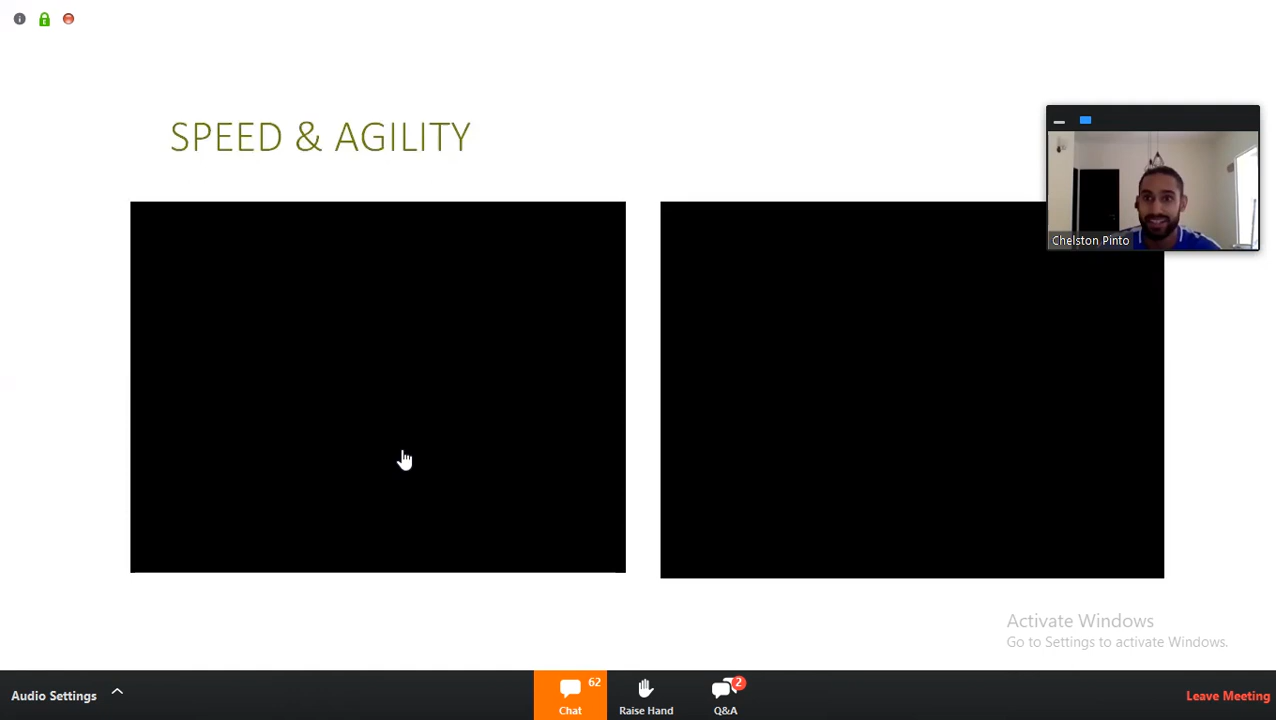 SPEED & AGILITY
Chelston Pinto
Activate Windows
Go to Settings to activate Windows.
Audio Settings
62
Chat
Raise Hand
2
Q&A
Leave Meeting